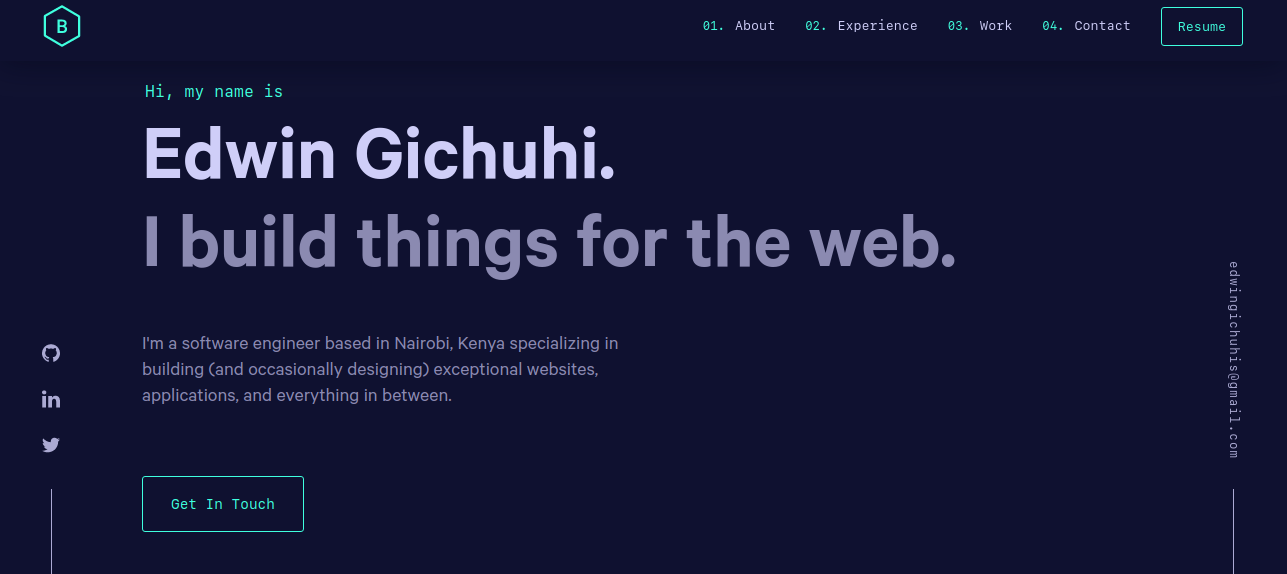 B
01. About 02. Experience 03. Work 04. Contact Resume
Hi, my name is
Edwin Gichuhi.
I build things for the web.
I'm a software engineer based in Nairobi, Kenya specializing in
building (and occasionally designing) exceptional websites,
applications, and everything in between.
in
Get In Touch
edwingichuhis@gmail.com